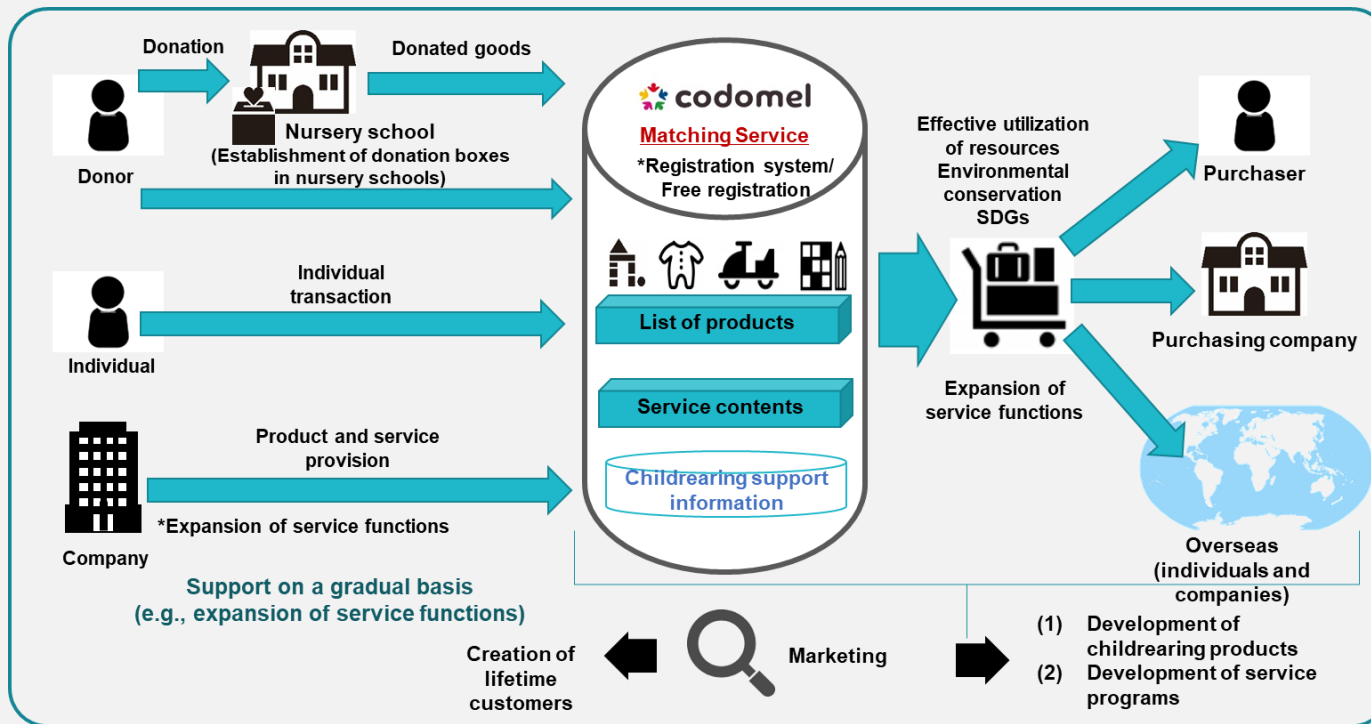 Donation
Donated goods
Donor
Nursery school
(Establishment of donation boxes
in nursery schools)
Individual
transaction
Individual
Product and service
provision
*Expansion of service functions
Company
Support on a gradual basis
(e.g., expansion of service functions)
codomel
Matching Service
*Registration system/
Free registration
List of products
Service contents
Childrearing support
information
Effective utilization
of resources
Environmental
conservation
SDGs
Expansion of
service functions
Purchaser
Purchasing company
Overseas
(individuals and
companies)
Creation of
lifetime
customers
Marketing
(1) Development of
childrearing products
(2) Development of service
programs